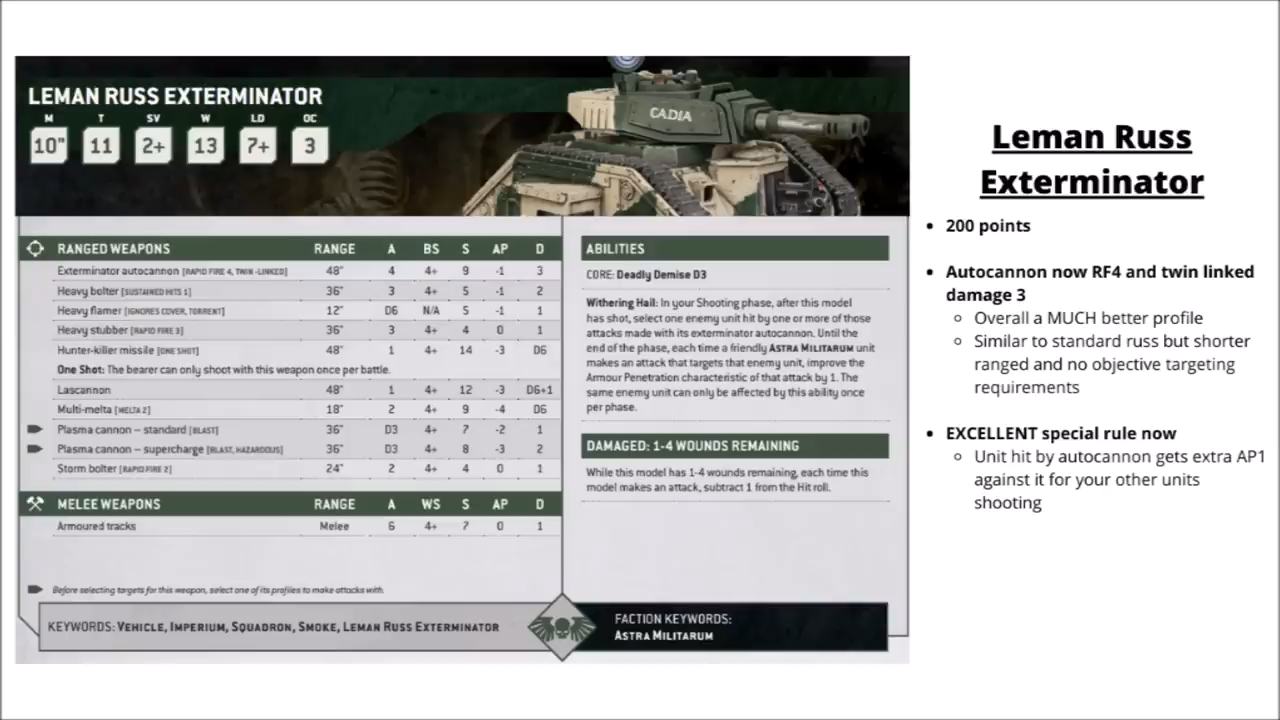 LEMAN RUSS EXTERMINATOR
M T SV W LD OC
10" 11 2+ 13 7+ 3
CADIA
RANGED WEAPONS RANGE A BS S AP D
Exterminator autocannon [RAPID FIRE 4, TWIN-LINKED] 48" 4 4+ 9 -1 3
Heavy bolter [SUSTAINED HITS 1] 36" 3 4+ 5 -1 2
Heavy flamer [IGNORES COVER, TORRENT] 12" D6 N/A 5 -1 1
Heavy stubber [RAPID FIRE 3] 36" 3 4+ 4 0 1
Hunter-killer missile [ONE SHOT] 48" 1 4+ 14 -3 D6
One Shot: The bearer can only shoot with this weapon once per battle.
Lascannon 48" 1 4+ 12 -3 D6+1
Multi-melta [MELTA 2] 18" 2 4+ 9 -4 D6
Plasma cannon – standard [BLAST] 36" D3 4+ 7 -2 1
Plasma cannon – supercharge [BLAST, HAZARDOUS] 36" D3 4+ 8 -3 2
Storm bolter [RAPID FIRE 2] 24" 2 4+ 4 0 1
MELEE WEAPONS RANGE A WS S AP D
Armoured tracks Melee 6 4+ 7 0 1
Before selecting targets for this weapon, select one of its profiles to make attacks with.
KEYWORDS: VEHICLE, IMPERIUM, SQUADRON, SMOKE, LEMAN RUSS EXTERMINATOR
ABILITIES
CORE: Deadly Demise D3
Withering Hail: In your Shooting phase, after this model
has shot, select one enemy unit hit by one or more of those
attacks made with its exterminator autocannon. Until the
end of the phase, each time a friendly ASTRA MILITARUM unit
makes an attack that targets that enemy unit, improve the
Armour Penetration characteristic of that attack by 1. The
same enemy unit can only be affected by this ability once
per phase.
DAMAGED: 1-4 WOUNDS REMAINING
While this model has 1-4 wounds remaining, each time this
model makes an attack, subtract 1 from the Hit roll.
FACTION KEYWORDS:
ASTRA MILITARUM
Leman Russ
Exterminator
• 200 points
• Autocannon now RF4 and twin linked
damage 3
○ Overall a MUCH better profile
○ Similar to standard russ but shorter
ranged and no objective targeting
requirements
• EXCELLENT special rule now
○ Unit hit by autocannon gets extra AP1
against it for your other units
shooting